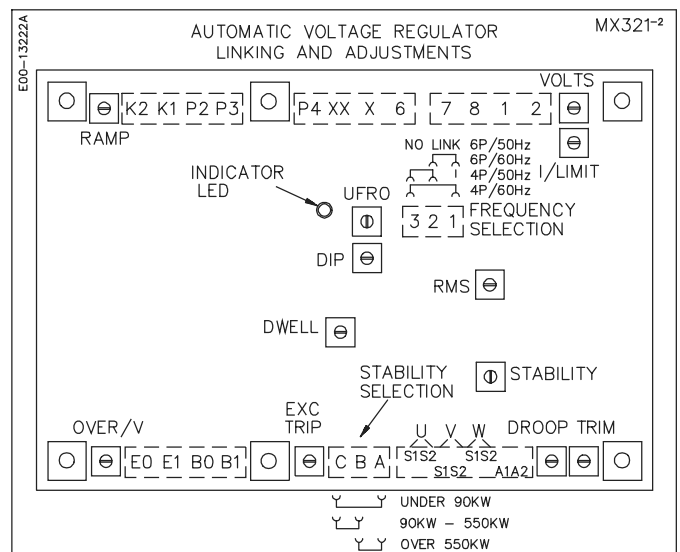 E00-13222A
AUTOMATIC VOLTAGE REGULATOR
LINKING AND ADJUSTMENTS
MX321-2
VOLTS
K2 K1 P2 P3
P4 XX X 6
7 8 1 2
RAMP
NO LINK 6P/50Hz
6P/60Hz
4P/50Hz
4P/60Hz
I/LIMIT
INDICATOR
LED
UFRO
3 2 1
FREQUENCY
SELECTION
DIP
RMS
DWELL
STABILITY
SELECTION
STABILITY
OVER/V
EXC
TRIP
U V W
DROOP TRIM
E0 E1 B0 B1
C B A
S1S2 S1S2
S1S2 A1A2
UNDER 90KW
90KW - 550KW
OVER 550KW